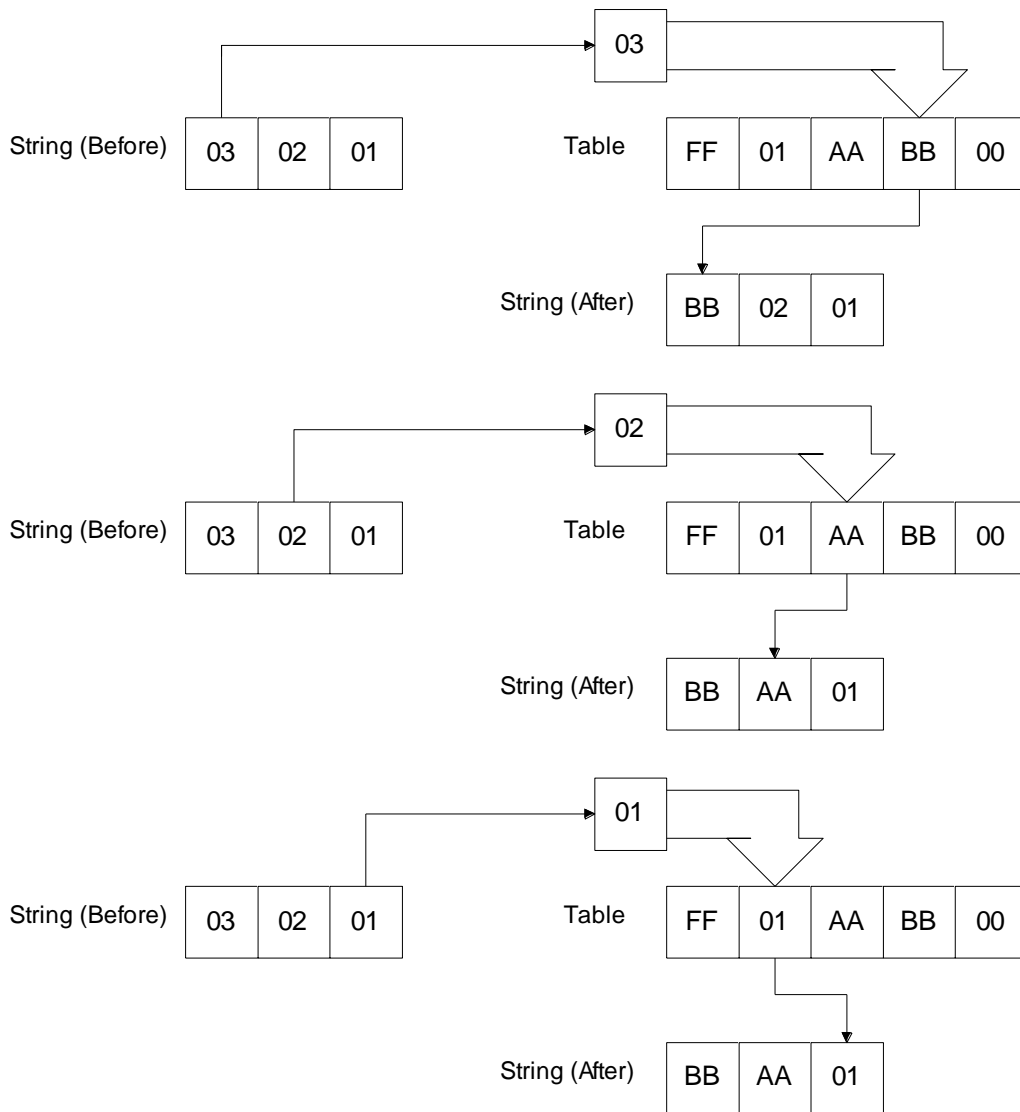 03
String (Before) 03 02 01 Table FF 01 AA BB 00
String (After) BB 02 01
02
String (Before) 03 02 01 Table FF 01 AA BB 00
String (After) BB AA 01
01
String (Before) 03 02 01 Table FF 01 AA BB 00
String (After) BB AA 01